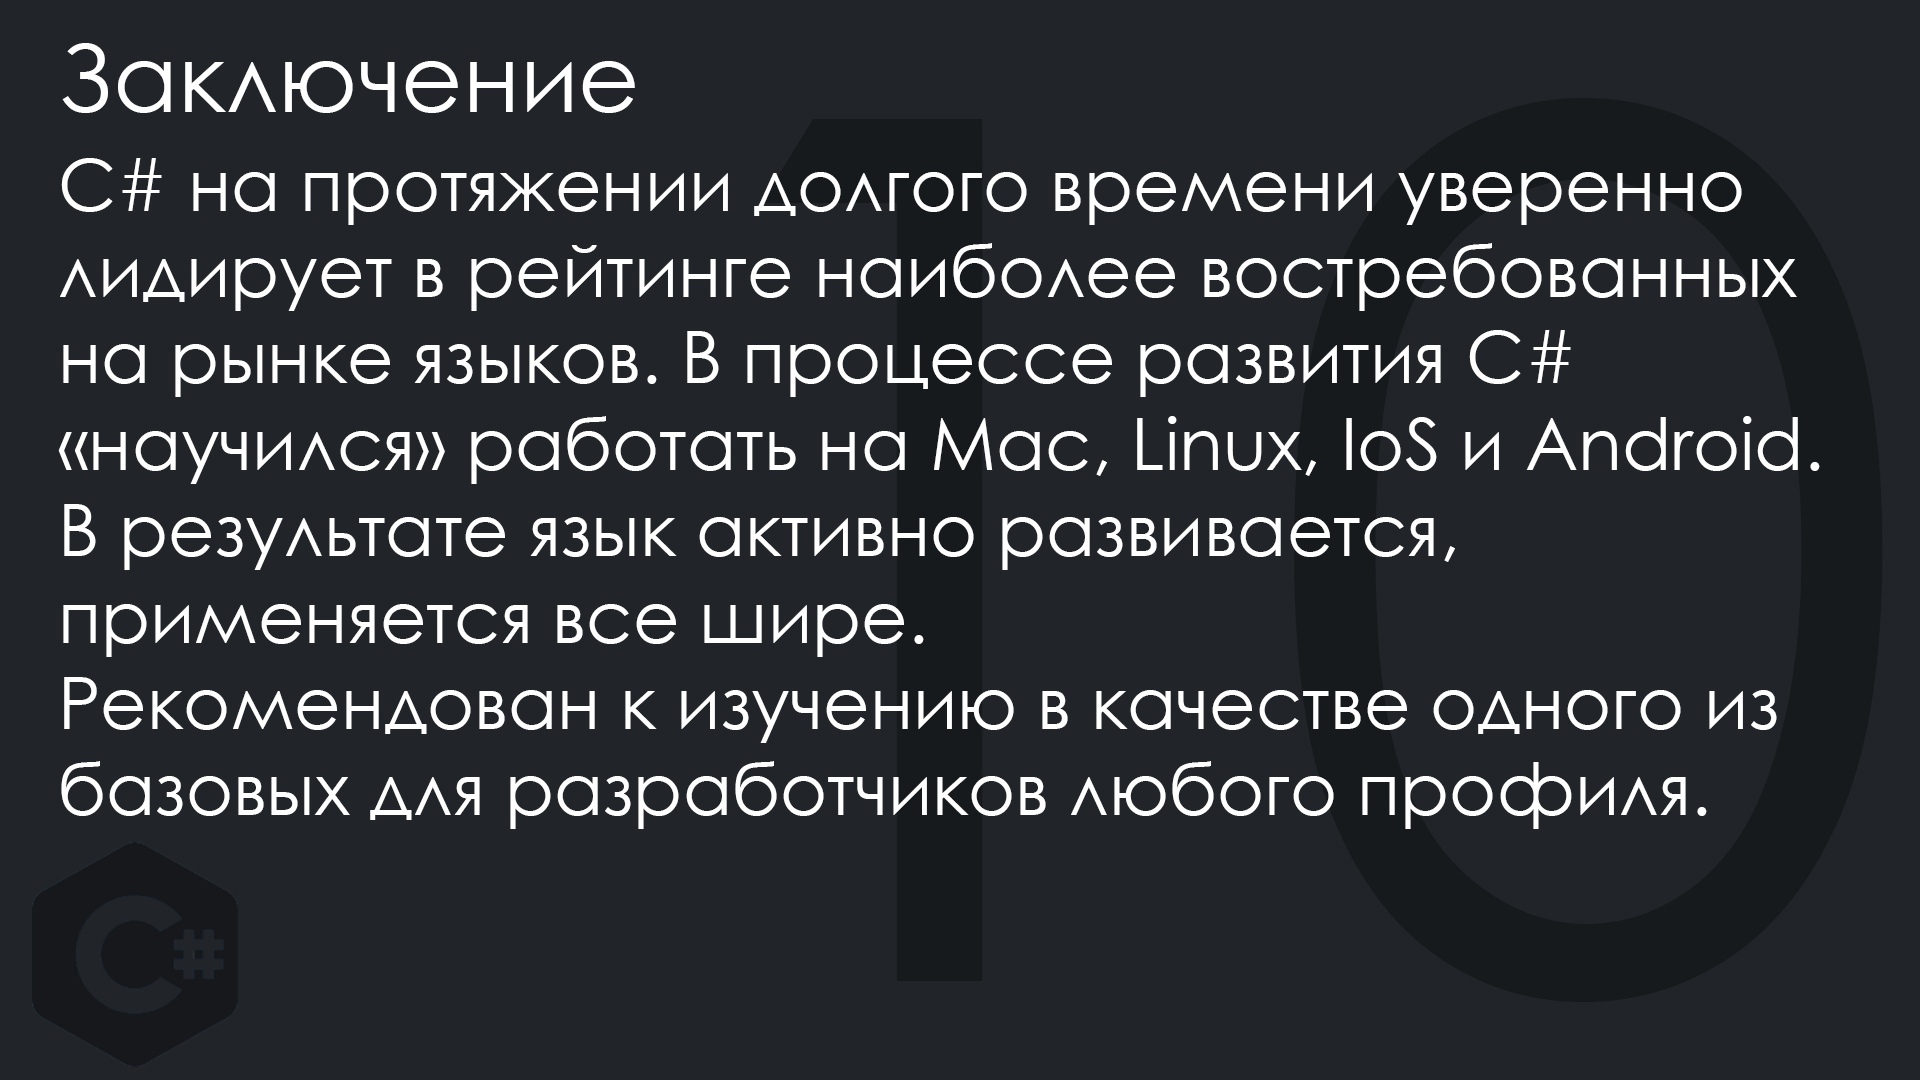 Заключение
C# на протяжении долгого времени уверенно
лидирует в рейтинге наиболее востребованных
на рынке языков. В процессе развития C#
«научился» работать на Mac, Linux, IoS и Android.
В результате язык активно развивается,
применяется все шире.
Рекомендован к изучению в качестве одного из
базовых для разработчиков любого профиля.
10
C#